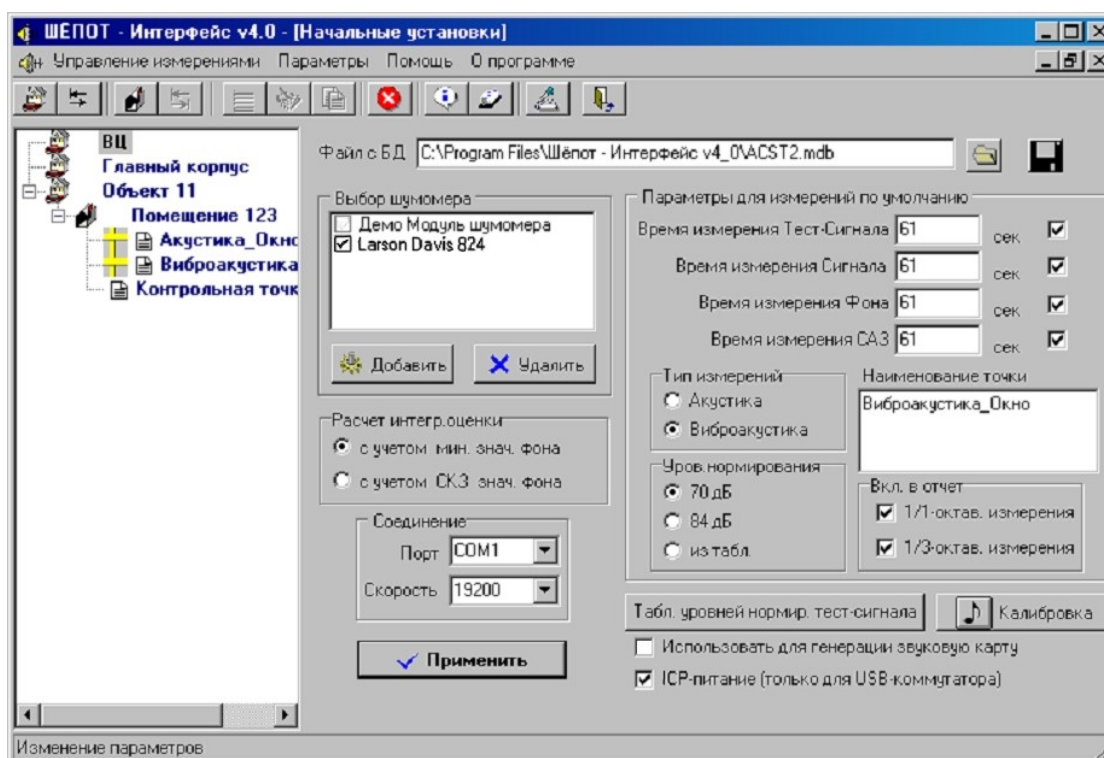 ШЁПОТ - Интерфейс v4.0 - [Начальные установки]
Управление измерениями Параметры Помощь О программе
ВЦ
Главный корпус
Объект 11
Помещение 123
Акустика_Окно
Виброакустика
Контрольная точк
Файл с БД C:\Program Files\Шёпот - Интерфейс v4_0\ACST2.mdb
Выбор шумомера
Демо Модуль шумомера
Larson Davis 824
Добавить Удалить
Расчет интегр.оценки
с учетом мин. знач. фона
с учетом СКЗ знач. фона
Соединение
Порт COM1
Скорость 19200
Применить
Параметры для измерений по умолчанию
Время измерения Тест-Сигнала 61 сек
Время измерения Сигнала 61 сек
Время измерения Фона 61 сек
Время измерения САЗ 61 сек
Тип измерений
Акустика
Виброакустика
Наименование точки
Виброакустика_Окно
Уров.нормирования
70 дБ
84 дБ
из табл.
Вкл. в отчет
1/1-октав. измерения
1/3-октав. измерения
Табл. уровней нормир. тест-сигнала Калибровка
Использовать для генерации звуковую карту
ICP-питание (только для USB-коммутатора)
Изменение параметров